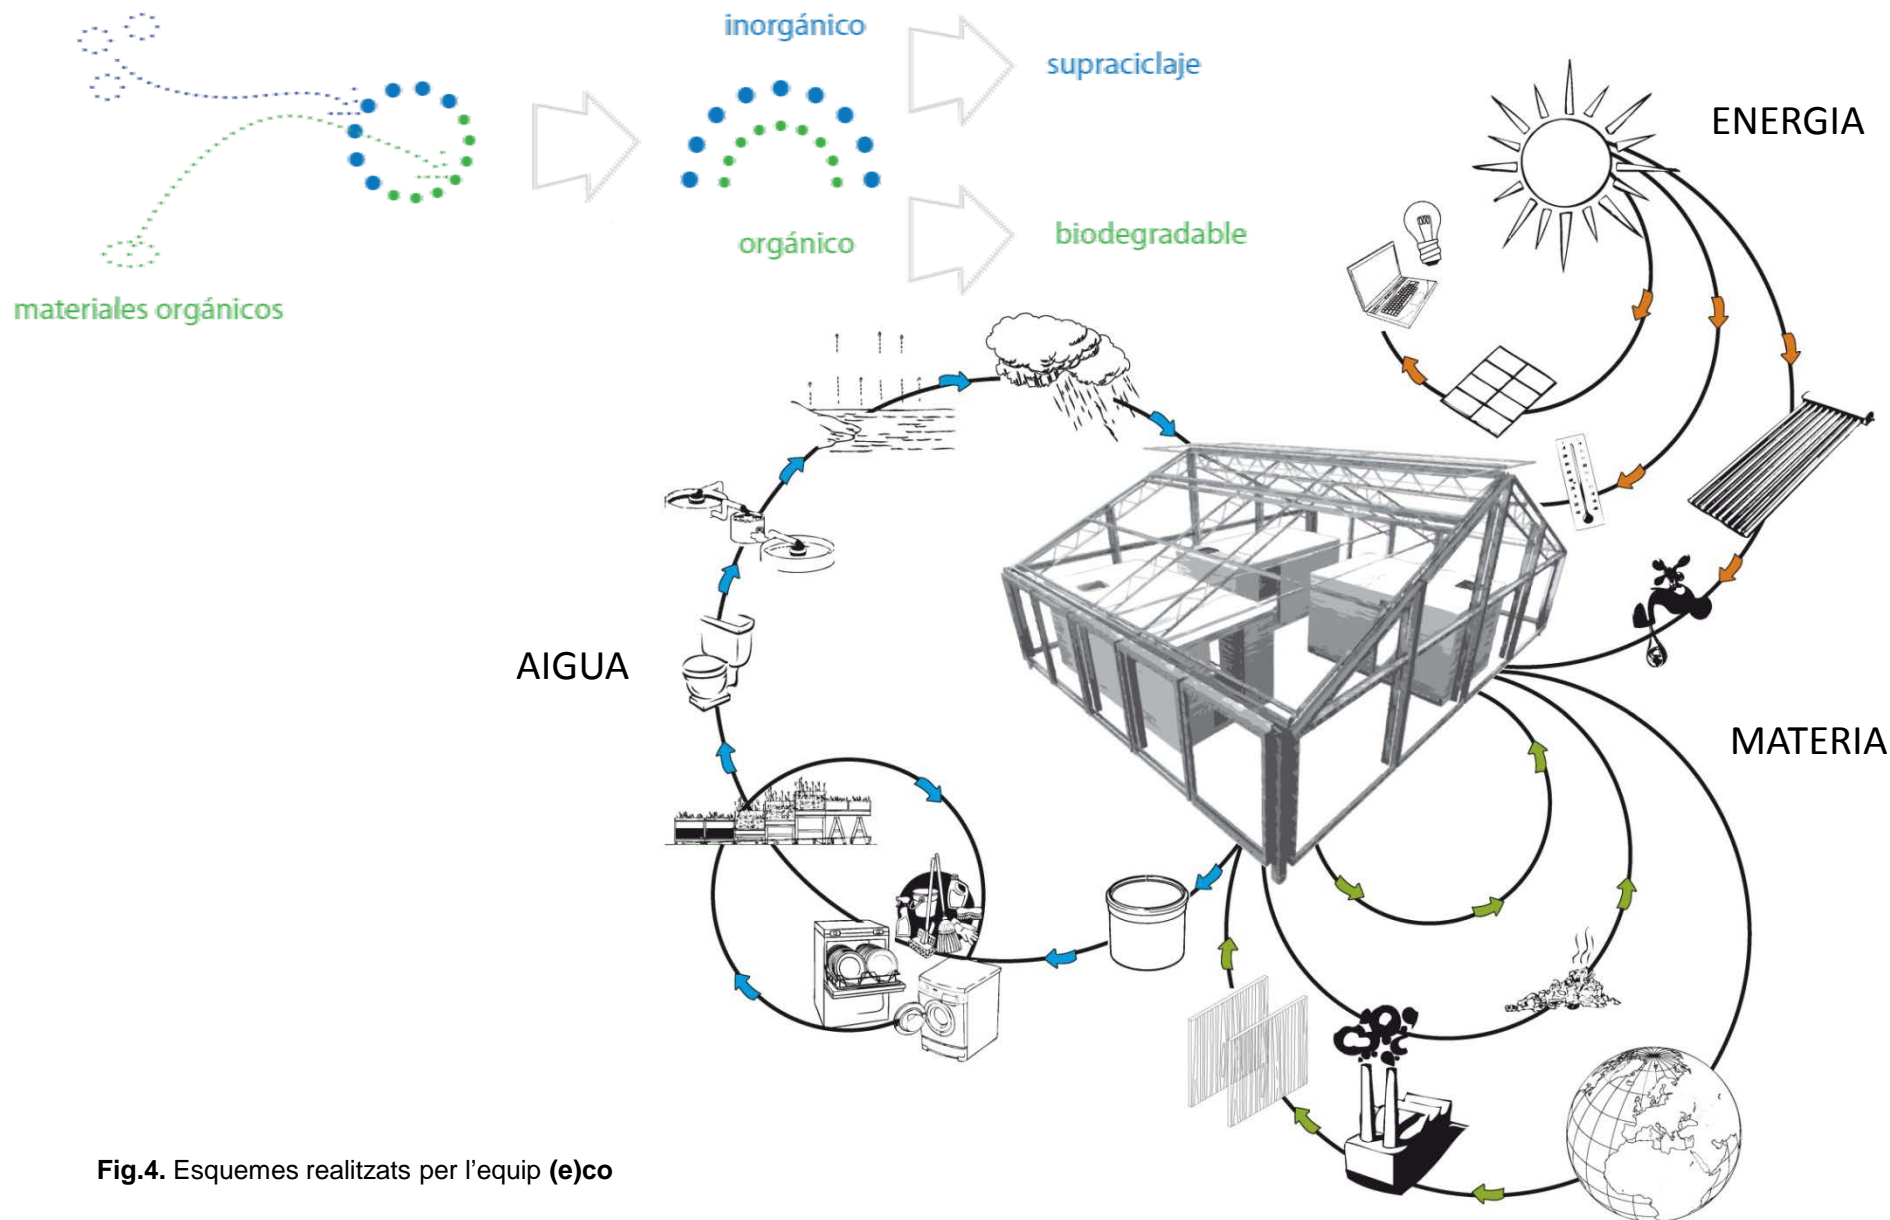 inorgánico
supraciclaje
ENERGIA
orgánico
biodegradable
materiales orgánicos
AIGUA
MATERIA
Fig.4. Esquemes realitzats per l’equip (e)co